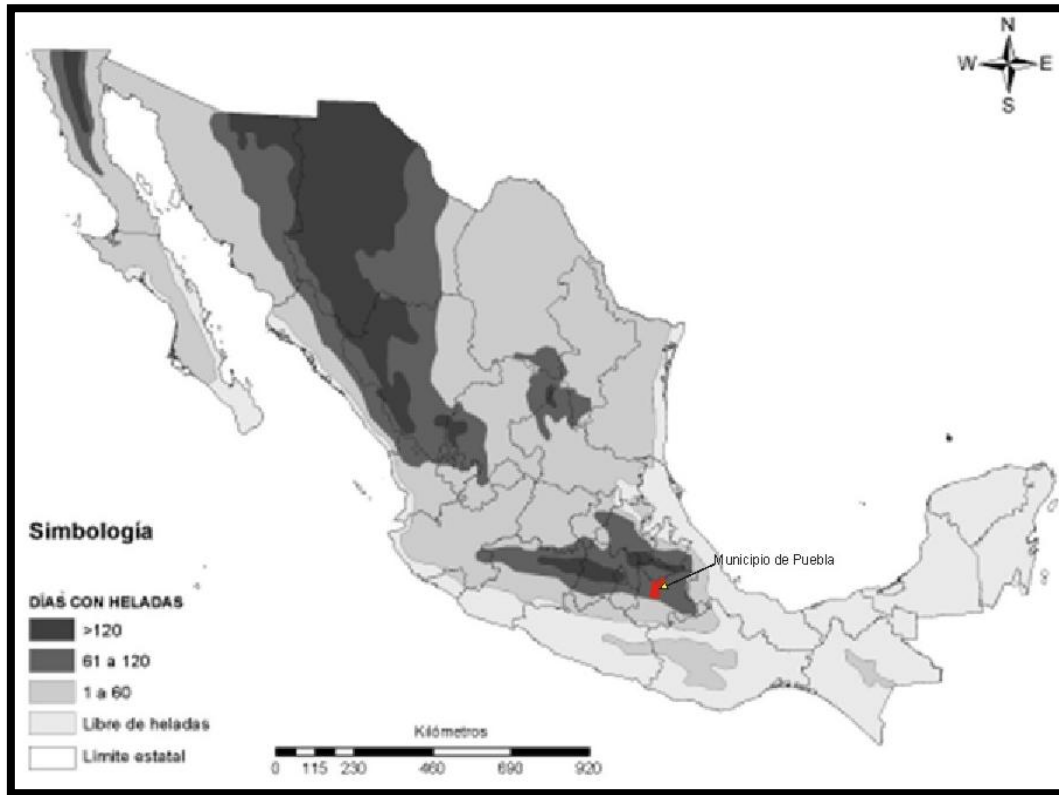 N
W E
S
Municipio de Puebla
Simbología
DÍAS CON HELADAS
>120
61 a 120
1 a 60
Libre de heladas
Límite estatal
Kilómetros
0 115 230 460 690 920